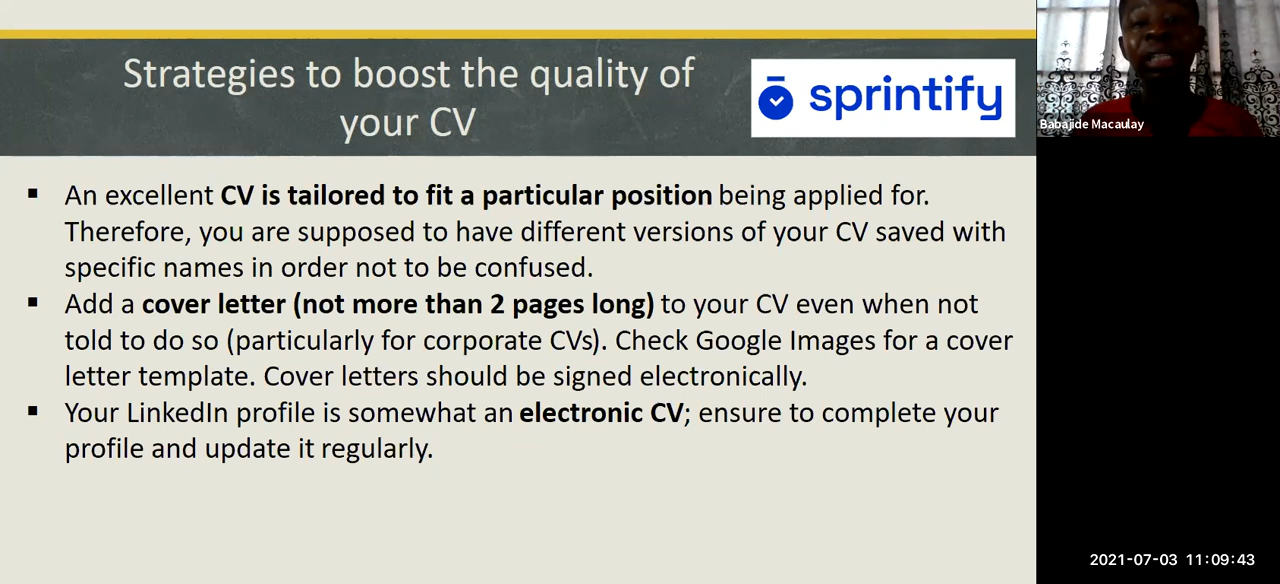 Strategies to boost the quality of
your CV
sprintify
Babajide Macaulay
▪ An excellent CV is tailored to fit a particular position being applied for.
Therefore, you are supposed to have different versions of your CV saved with
specific names in order not to be confused.
▪ Add a cover letter (not more than 2 pages long) to your CV even when not
told to do so (particularly for corporate CVs). Check Google Images for a cover
letter template. Cover letters should be signed electronically.
▪ Your LinkedIn profile is somewhat an electronic CV; ensure to complete your
profile and update it regularly.
2021-07-03 11:09:43